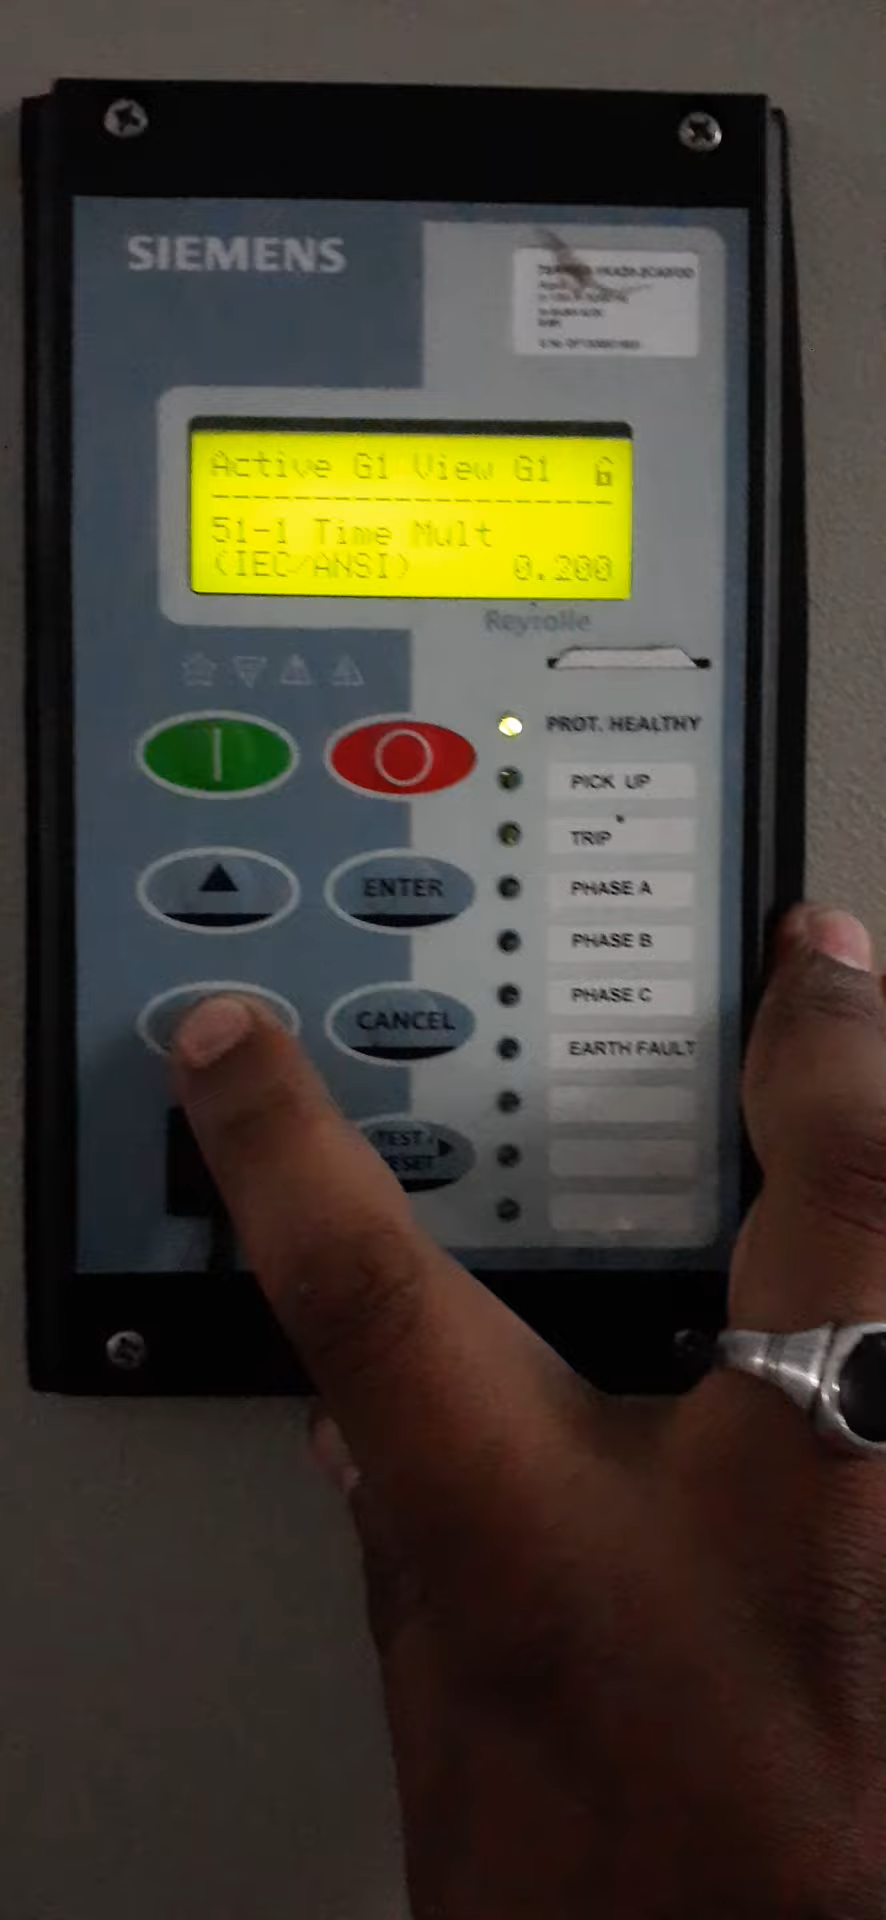 SIEMENS
Active G1 View G1
51-1 Time Mult
(IEC/ANSI) 0.200
Reyrolle
PROT. HEALTHY
PICK UP
TRIP
ENTER
PHASE A
PHASE B
CANCEL
PHASE C
EARTH FAULT
TEST /